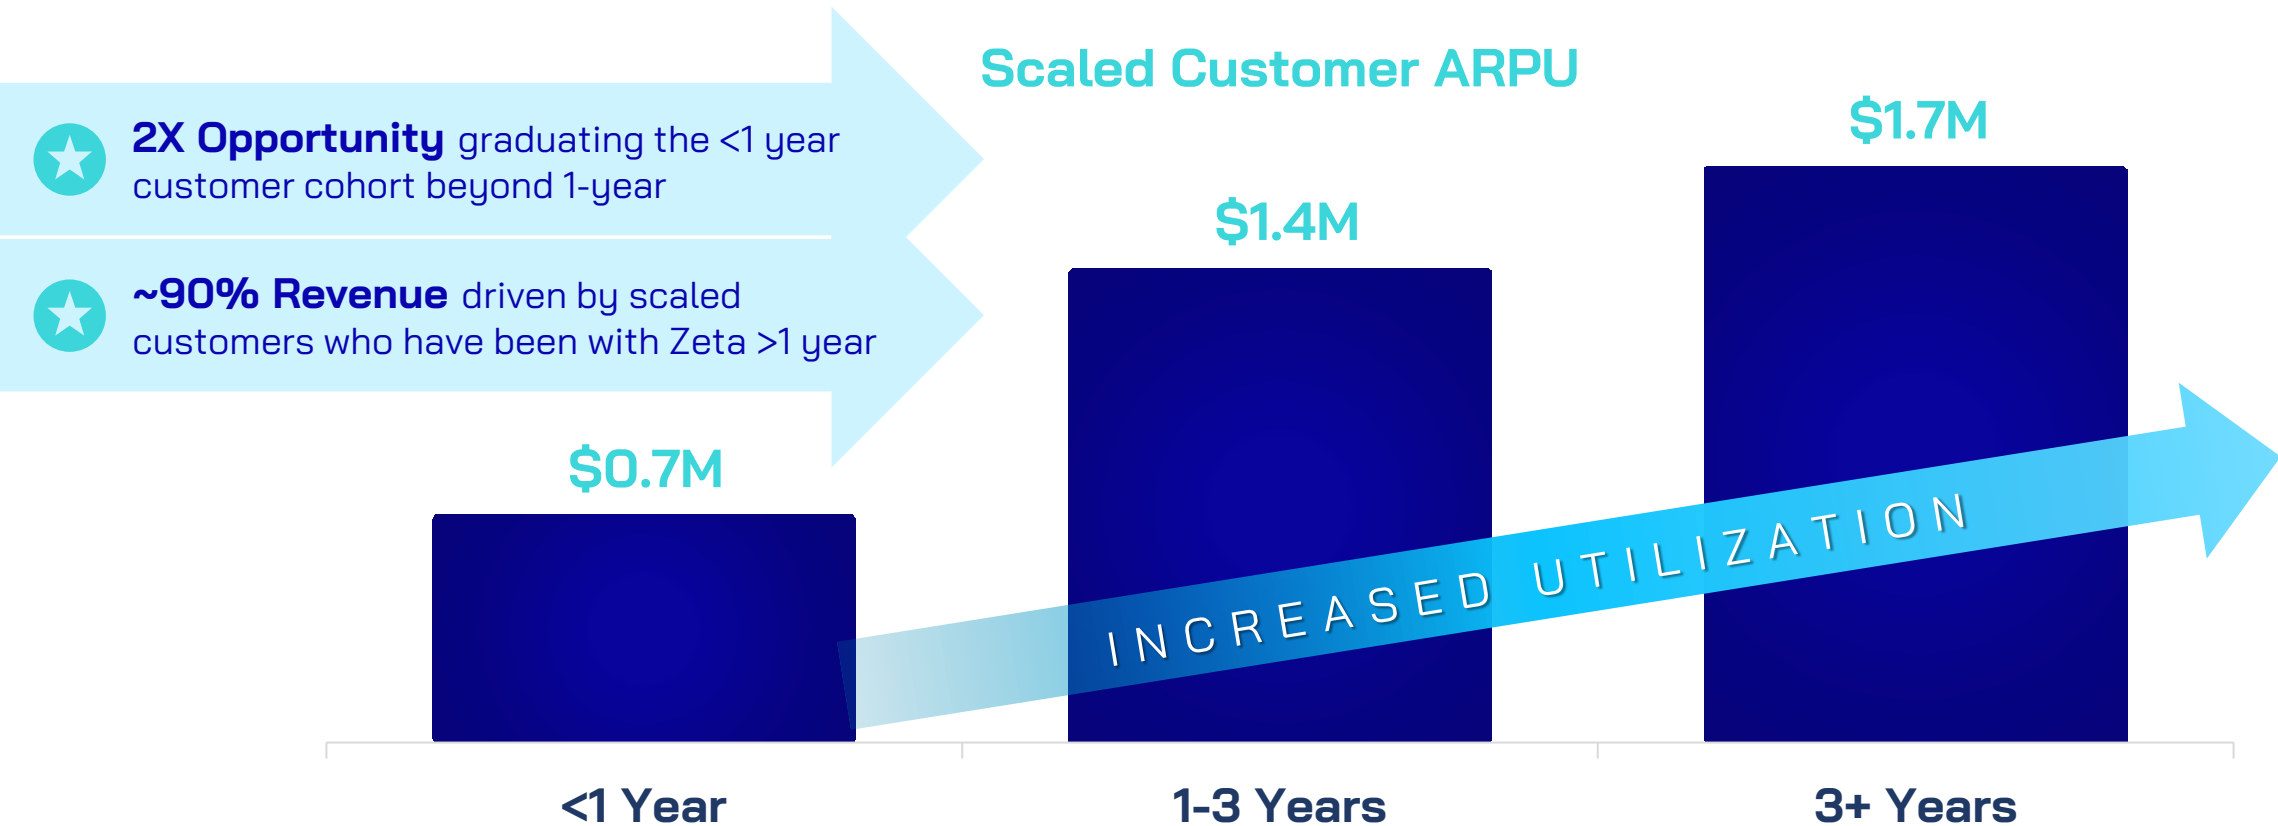 Scaled Customer ARPU
2X Opportunity graduating the <1 year
customer cohort beyond 1-year
~90% Revenue driven by scaled
customers who have been with Zeta >1 year
$0.7M
$1.4M
$1.7M
INCREASED UTILIZATION
<1 Year
1-3 Years
3+ Years